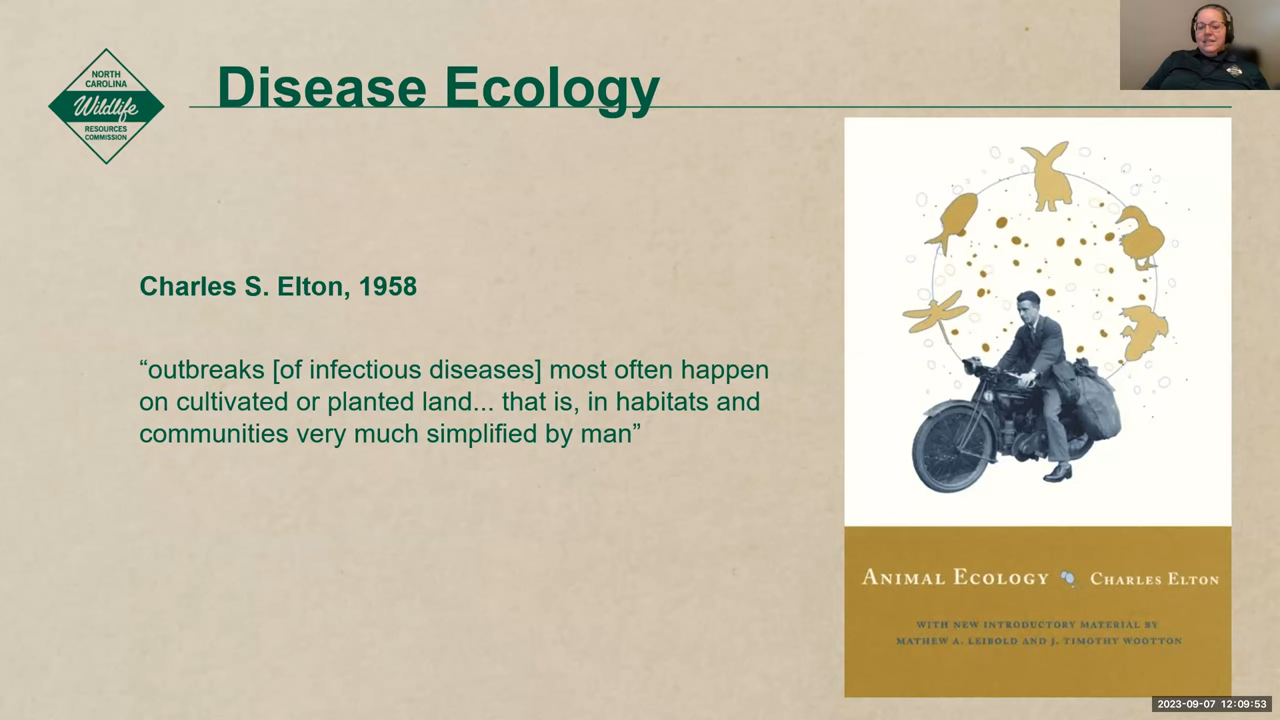 NORTH
CAROLINA
Wildlife
RESOURCES
COMMISSION
Disease Ecology
Charles S. Elton, 1958
“outbreaks [of infectious diseases] most often happen
on cultivated or planted land... that is, in habitats and
communities very much simplified by man”
ANIMAL ECOLOGY CHARLES ELTON
WITH NEW INTRODUCTORY MATERIAL BY
MATHEW A. LEIBOLD AND J. TIMOTHY WOOTTON
2023-09-07 12:09:53